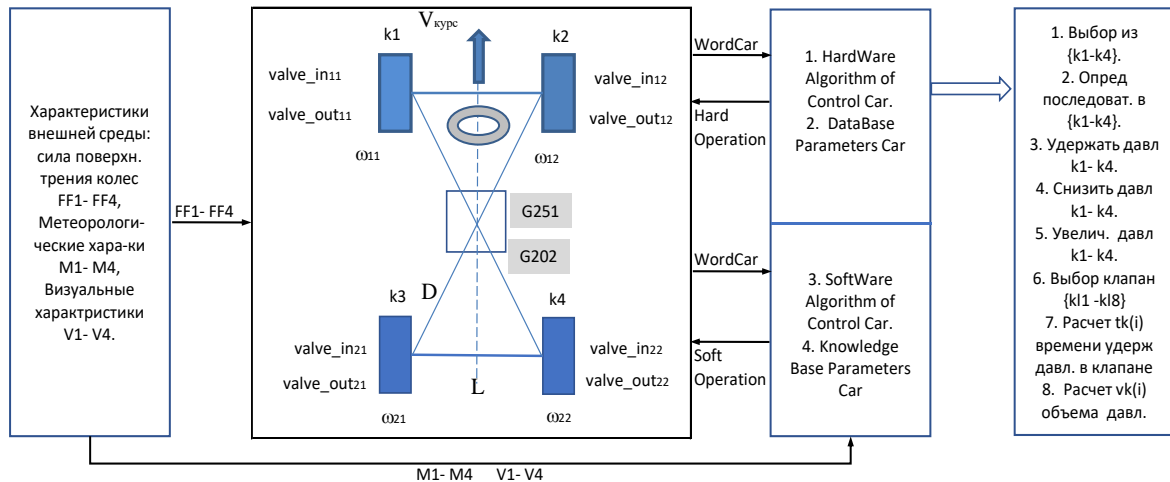 Характеристики
внешней среды:
сила поверхн.
трения колес
FF1- FF4,
Метеорологи-
ческие хара-ки
M1- M4,
Визуальные
характристики
V1- V4.
FF1- FF4
Vкурс
k1
k2
valve_in11
valve_in12
valve_out11
valve_out12
ω11
ω12
G251
G202
D
k3
k4
valve_in21
valve_in22
valve_out21
valve_out22
L
ω21
ω22
WordCar
Hard
Operation
WordCar
Soft
Operation
1. HardWare
Algorithm of
Control Car.
2. DataBase
Parameters Car
3. SoftWare
Algorithm of
Control Car.
4. Knowledge
Base Parameters
Car
1. Выбор из
{k1-k4}.
2. Опред
последоват. в
{k1-k4}.
3. Удержать давл
k1- k4.
4. Снизить давл
k1- k4.
5. Увелич. давл
k1- k4.
6. Выбор клапан
{kl1 -kl8}
7. Расчет tk(i)
времени удерж
давл. в клапане
8. Расчет vk(i)
объема давл.
M1- M4 V1- V4